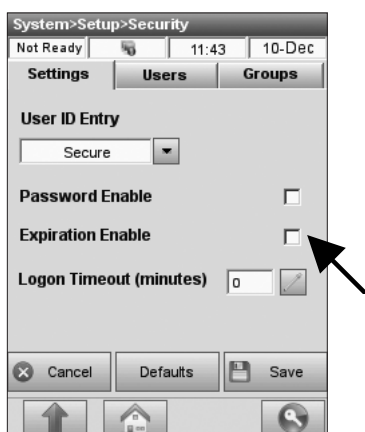 System>Setup>Security
Not Ready 11:43 10-Dec
Settings Users Groups
User ID Entry
Secure
Password Enable
Expiration Enable
Logon Timeout (minutes) 0
Cancel Defaults Save